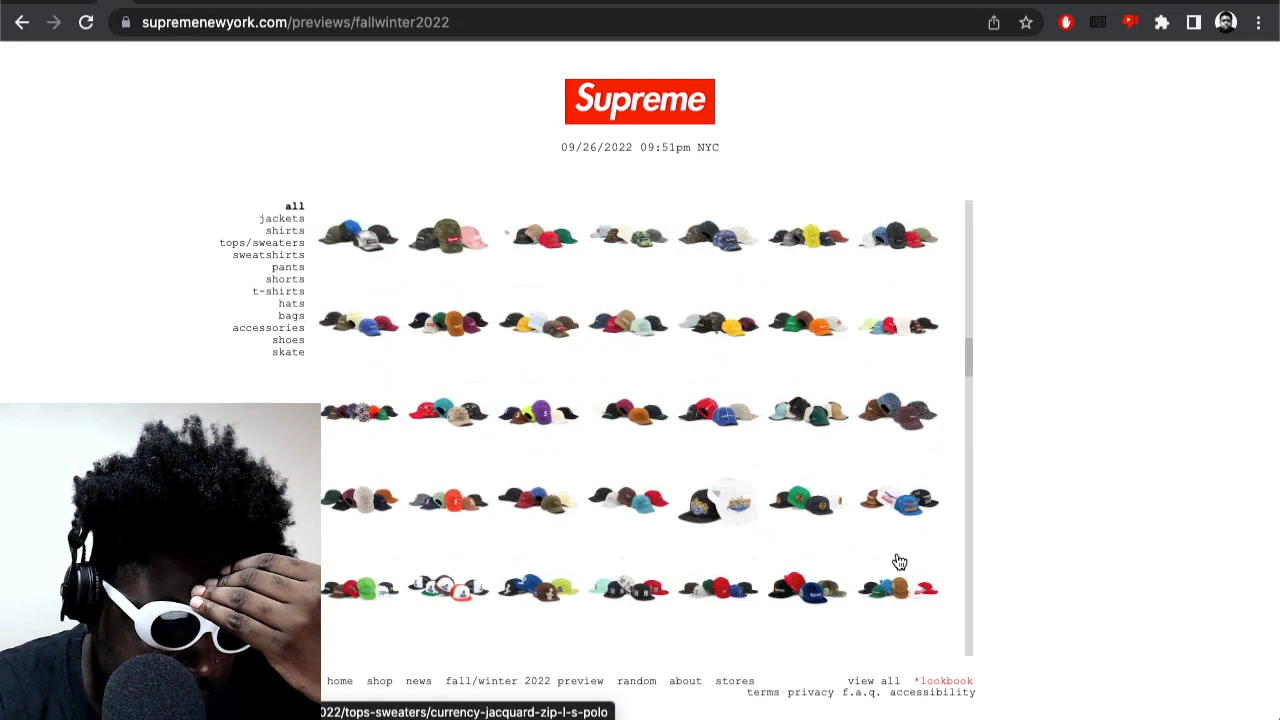 supremenewyork.com/previews/fallwinter2022
Supreme
09/26/2022 09:51pm NYC
all
jackets
shirts
tops/sweaters
sweatshirts
pants
shorts
t-shirts
hats
bags
accessories
shoes
skate
home shop news fall/winter 2022 preview random about stores view all *lookbook
terms privacy f.a.q. accessibility
022/tops-sweaters/currency-jacquard-zip-l-s-polo